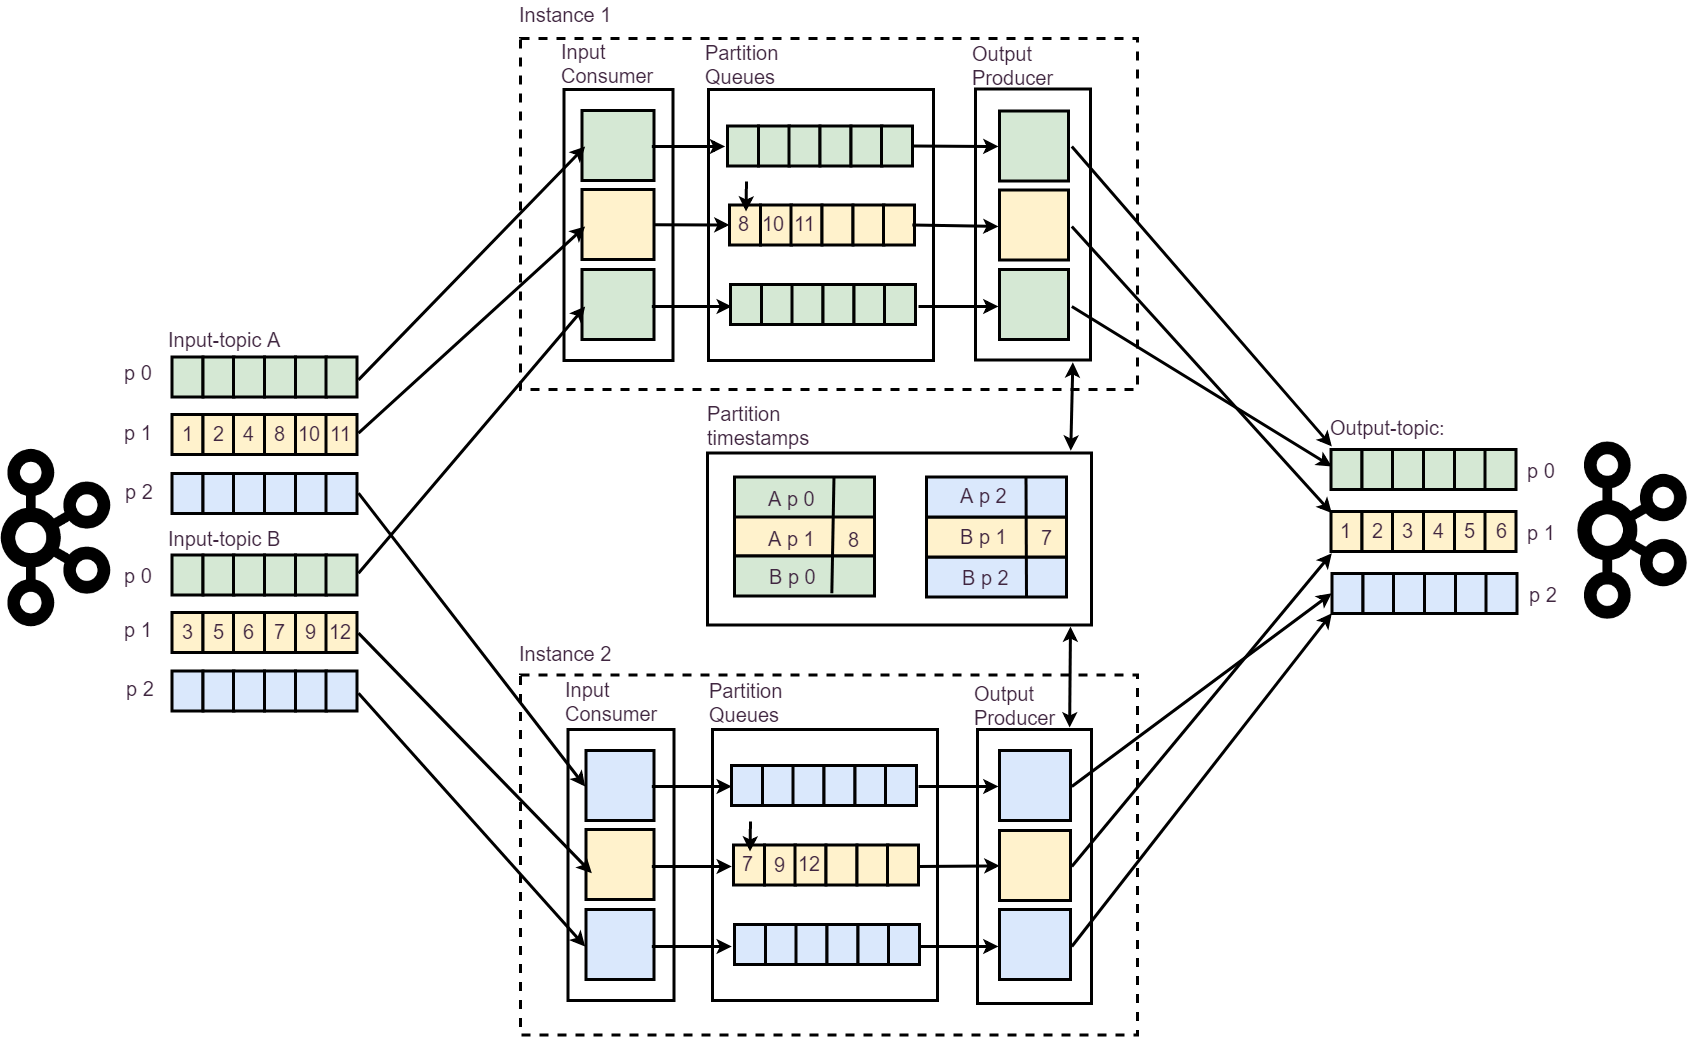 Instance 1
Input
Consumer
Partition
Queues
Output
Producer
8 10 11
Input-topic A
p 0
p 1
1 2 4 8 10 11
p 2
Input-topic B
p 0
p 1
3 5 6 7 9 12
p 2
Partition
timestamps
A p 0
A p 1 8
B p 0
A p 2
B p 1 7
B p 2
Output-topic:
p 0
1 2 3 4 5 6 p 1
p 2
Instance 2
Input
Consumer
Partition
Queues
Output
Producer
7 9 12